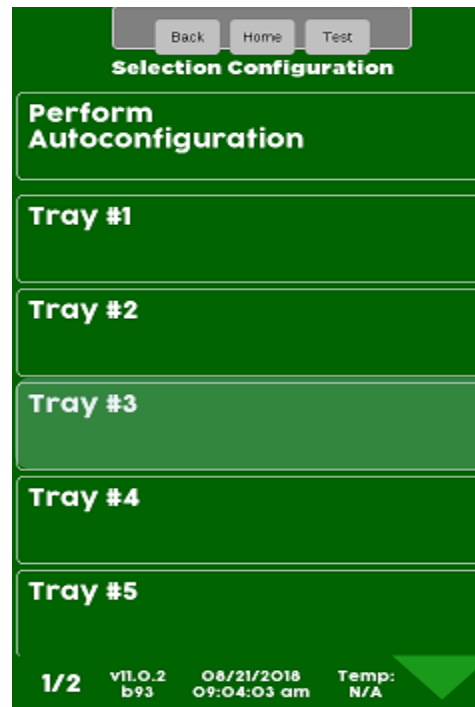 Back Home Test
Selection Configuration
Perform
Autoconfiguration
Tray #1
Tray #2
Tray #3
Tray #4
Tray #5
1/2 v11.0.2 08/21/2018 Temp:
b93 09:04:03 am N/A